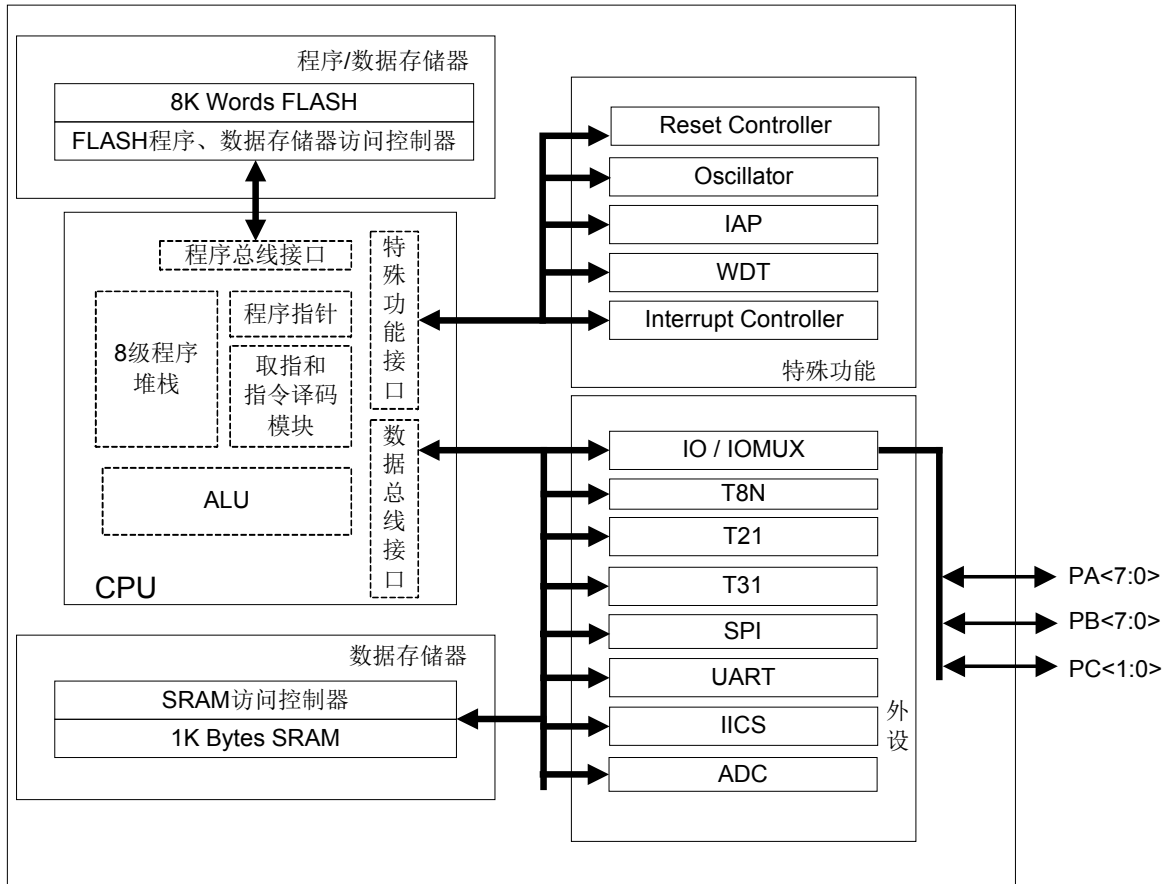 程序/数据存储器
8K Words FLASH
FLASH程序、数据存储器访问控制器
程序总线接口
特殊功能接口
程序指针
8级程序
堆栈
取指和
指令译码
模块
数据总线接口
ALU
CPU
数据存储器
SRAM访问控制器
1K Bytes SRAM
Reset Controller
Oscillator
IAP
WDT
Interrupt Controller
特殊功能
IO / IOMUX
T8N
T21
T31
SPI
UART
IICS
ADC
外设
PA<7:0>
PB<7:0>
PC<1:0>